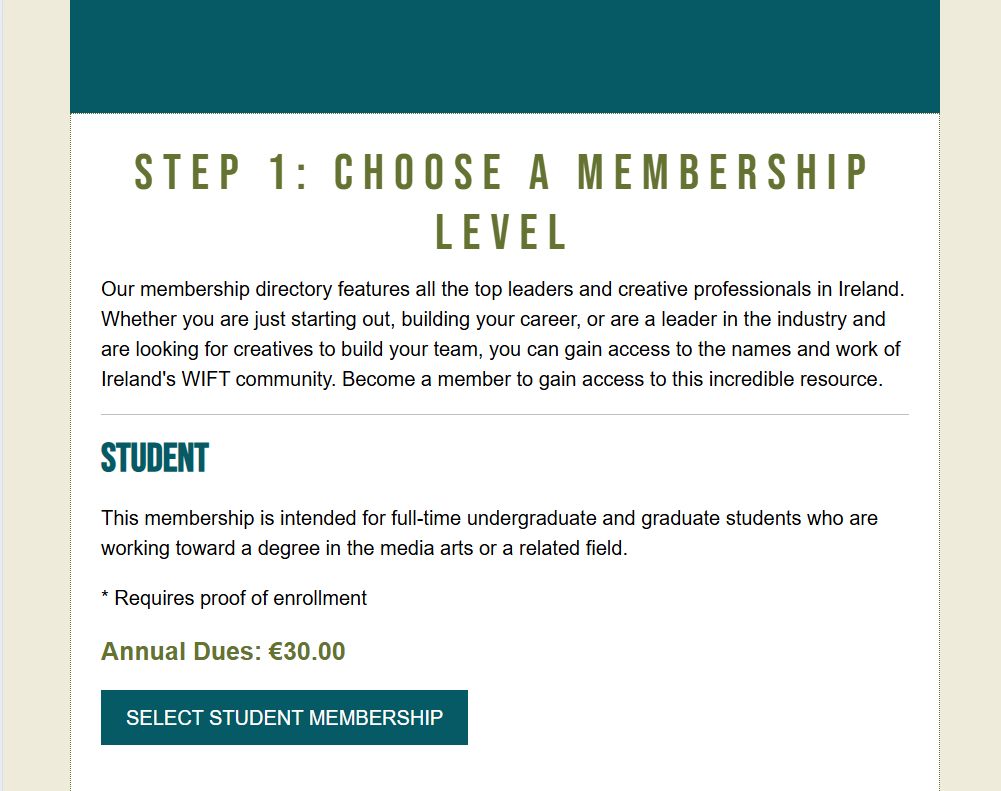 STEP 1: CHOOSE A MEMBERSHIP
LEVEL
Our membership directory features all the top leaders and creative professionals in Ireland.
Whether you are just starting out, building your career, or are a leader in the industry and
are looking for creatives to build your team, you can gain access to the names and work of
Ireland's WIFT community. Become a member to gain access to this incredible resource.
STUDENT
This membership is intended for full-time undergraduate and graduate students who are
working toward a degree in the media arts or a related field.
* Requires proof of enrollment
Annual Dues: €30.00
SELECT STUDENT MEMBERSHIP